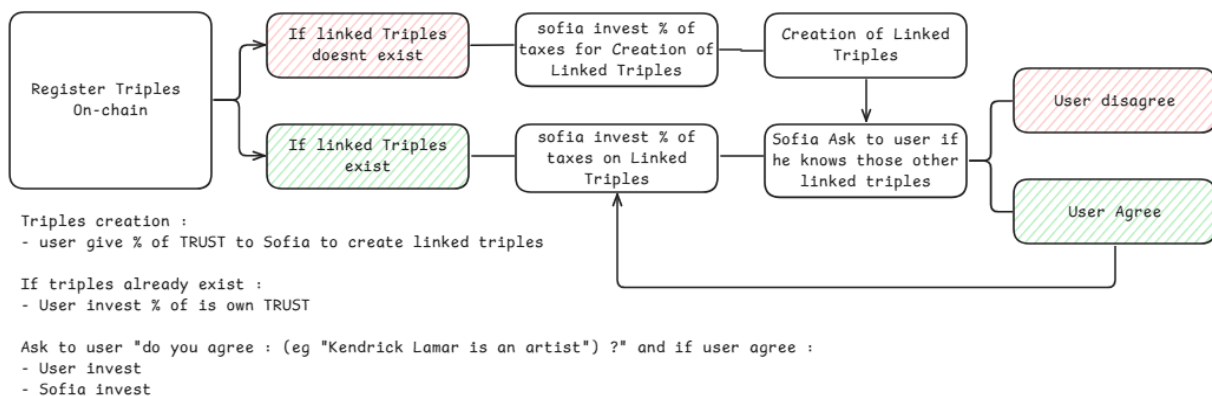 Register Triples
On-chain
If linked Triples
doesnt exist
sofia invest % of
taxes for Creation of
Linked Triples
Creation of Linked
Triples
If linked Triples
exist
sofia invest % of
taxes on Linked
Triples
Sofia Ask to user if
he knows those other
linked triples
User disagree
User Agree
Triples creation :
- user give % of TRUST to Sofia to create linked triples
If triples already exist :
- User invest % of is own TRUST
Ask to user "do you agree : (eg "Kendrick Lamar is an artist") ?" and if user agree :
- User invest
- Sofia invest